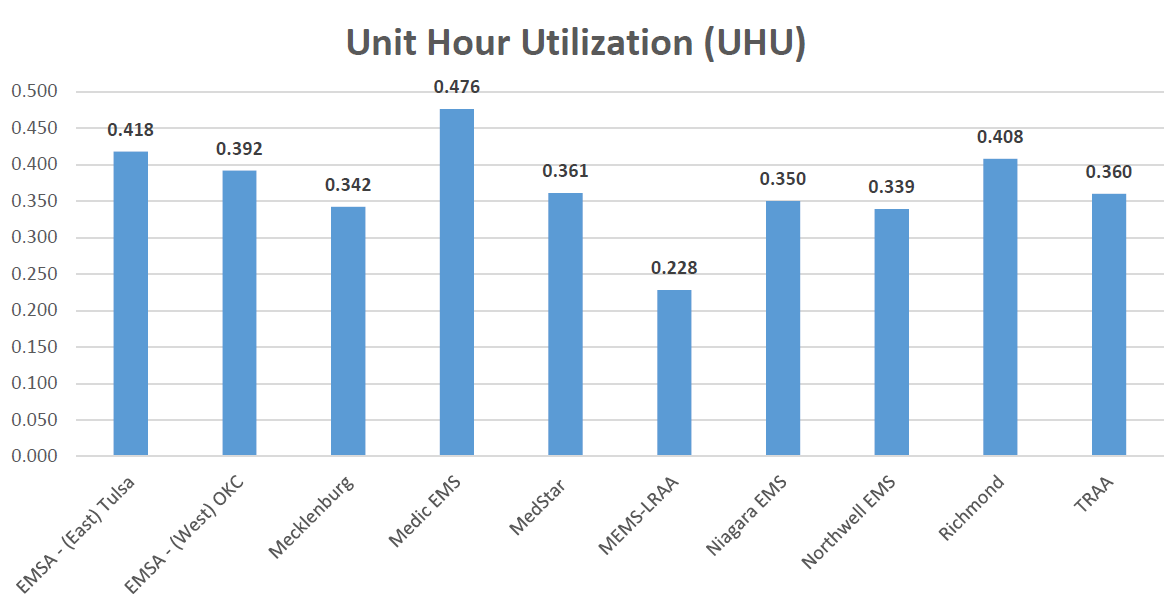 Unit Hour Utilization (UHU)
0.500
0.450
0.400
0.350
0.300
0.250
0.200
0.150
0.100
0.050
0.000
0.418
0.392
0.342
0.476
0.361
0.228
0.350
0.339
0.408
0.360
EMSA - (East) Tulsa
EMSA - (West) OKC
Mecklenburg
Medic EMS
MedStar
MEMS-LRAA
Niagara EMS
Northwell EMS
Richmond
TRAA